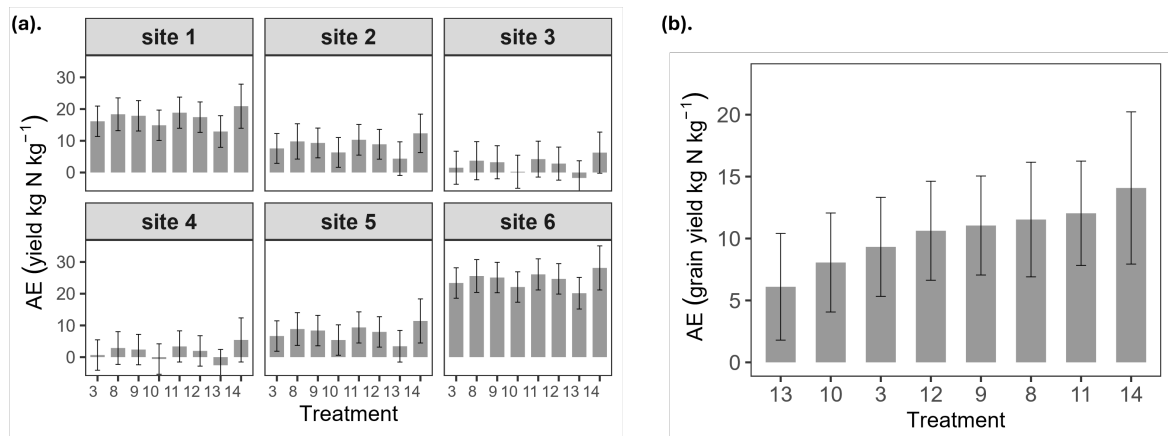 (a).
site 1 site 2 site 3
30
20
10
0
site 4 site 5 site 6
30
20
10
0
3 8 9 10 11 12 13 14 3 8 9 10 11 12 13 14 3 8 9 10 11 12 13 14
Treatment
AE (yield kg N kg⁻¹)
(b).
20
15
10
5
0
13 10 3 12 9 8 11 14
Treatment
AE (grain yield kg N kg⁻¹)